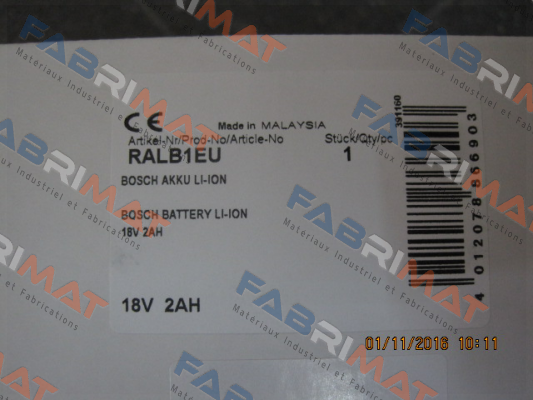 FABRIMAT
Materiaux Industriel et Fabrications
CE
Made in MALAYSIA
Artikel-Nr/Prod-No/Article-No
Stück/Qty/pc
RALB1EU
1
BOSCH AKKU LI-ION
BOSCH BATTERY LI-ION
18V 2AH
18V 2AH
391160
4 012078 856903
01/11/2016 10:11